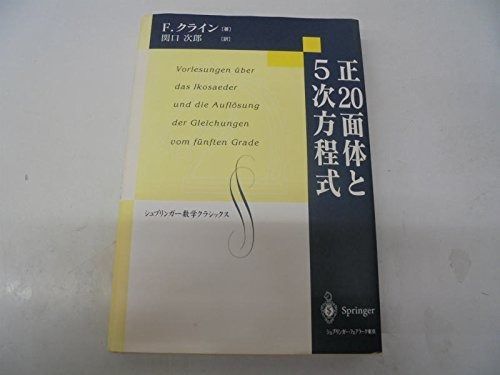 F. クライン [著]
関口 次郎 [訳]
Vorlesungen über
das Ikosaeder
und die Auflösung
der Gleichungen
vom fünften Grade
シュプリンガー数学クラシックス
正20面体と
5次方程式
Springer
シュプリンガー・フェアラーク東京